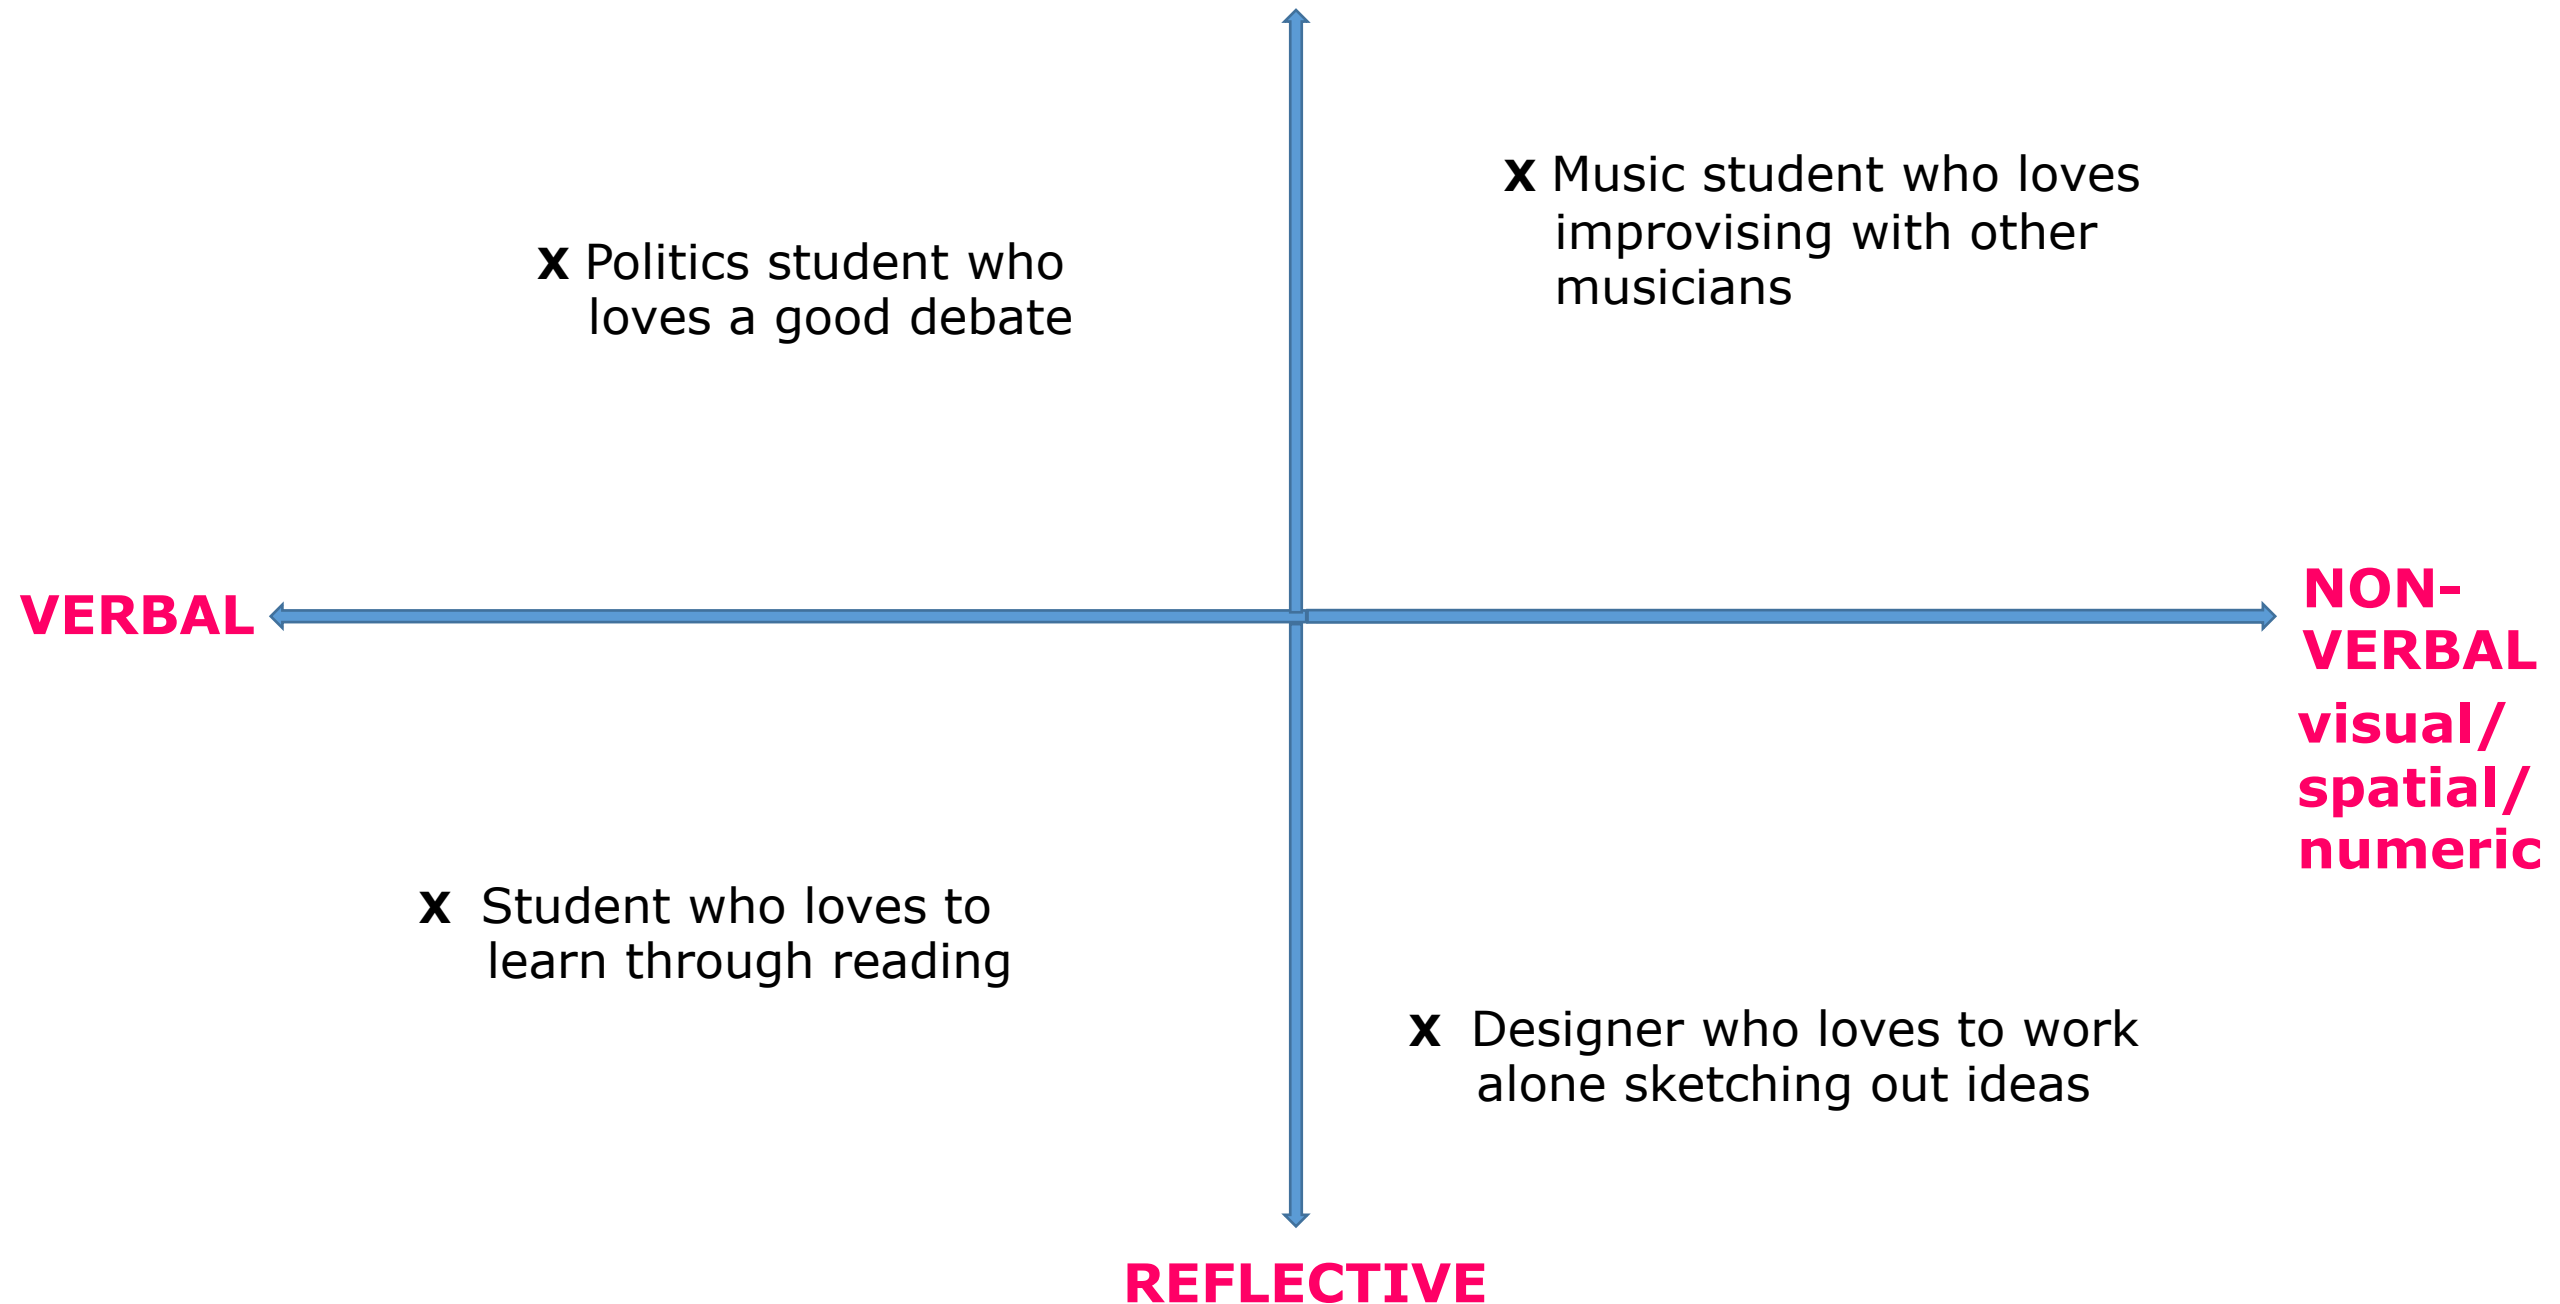 X Music student who loves
improvising with other
musicians
X Politics student who
loves a good debate
VERBAL
NON-
VERBAL
visual/
spatial/
numeric
X Student who loves to
learn through reading
X Designer who loves to work
alone sketching out ideas
REFLECTIVE